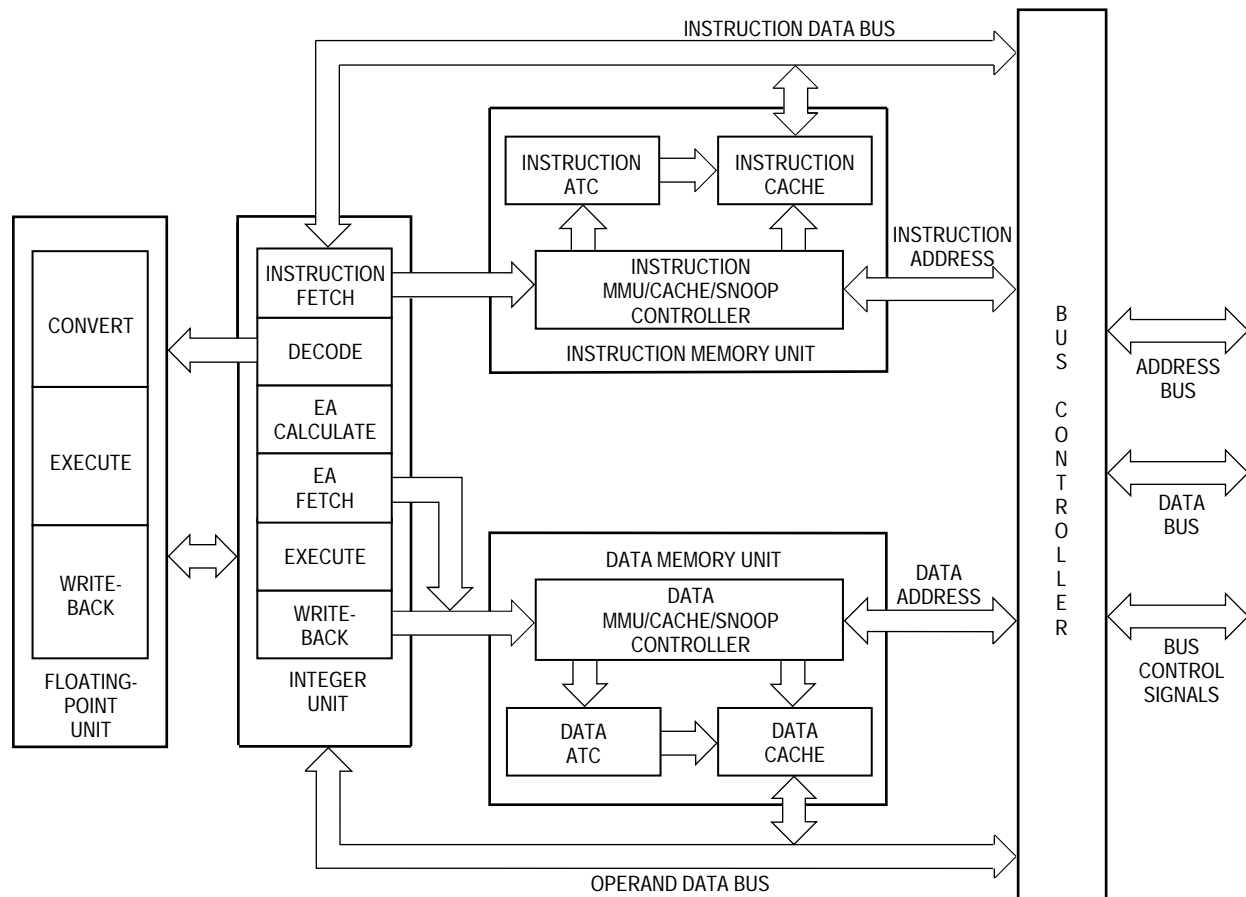 INSTRUCTION DATA BUS
INSTRUCTION
ATC
INSTRUCTION
CACHE
INSTRUCTION
MMU/CACHE/SNOOP
CONTROLLER
INSTRUCTION MEMORY UNIT
INSTRUCTION
ADDRESS
CONVERT
EXECUTE
WRITE-
BACK
FLOATING-
POINT
UNIT
INSTRUCTION
FETCH
DECODE
EA
CALCULATE
EA
FETCH
EXECUTE
WRITE-
BACK
INTEGER
UNIT
DATA MEMORY UNIT
DATA
MMU/CACHE/SNOOP
CONTROLLER
DATA
ATC
DATA
CACHE
DATA
ADDRESS
OPERAND DATA BUS
BUS CONTROLLER
ADDRESS
BUS
DATA
BUS
BUS
CONTROL
SIGNALS